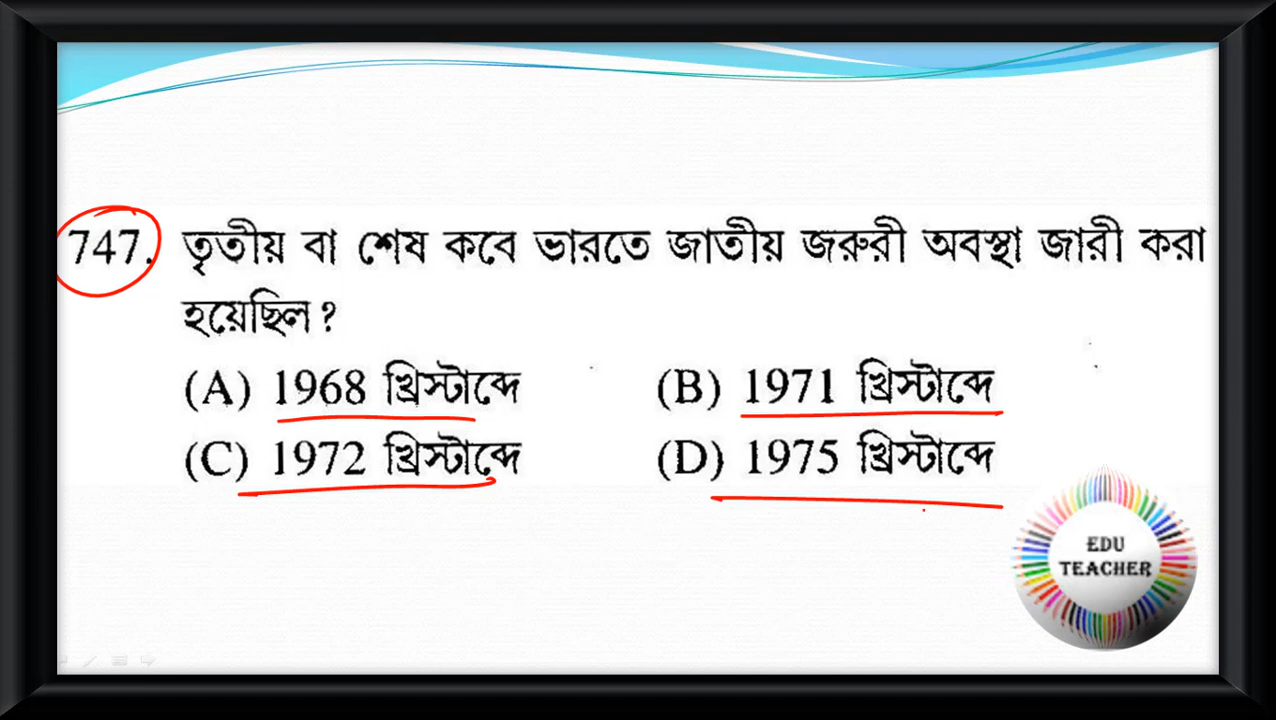 747. তৃতীয় বা শেষ কবে ভারতে জাতীয় জরুরী অবস্থা জারী করা
হয়েছিল?
(A) 1968 খ্রিস্টাব্দে (B) 1971 খ্রিস্টাব্দে
(C) 1972 খ্রিস্টাব্দে (D) 1975 খ্রিস্টাব্দে
EDU
TEACHER